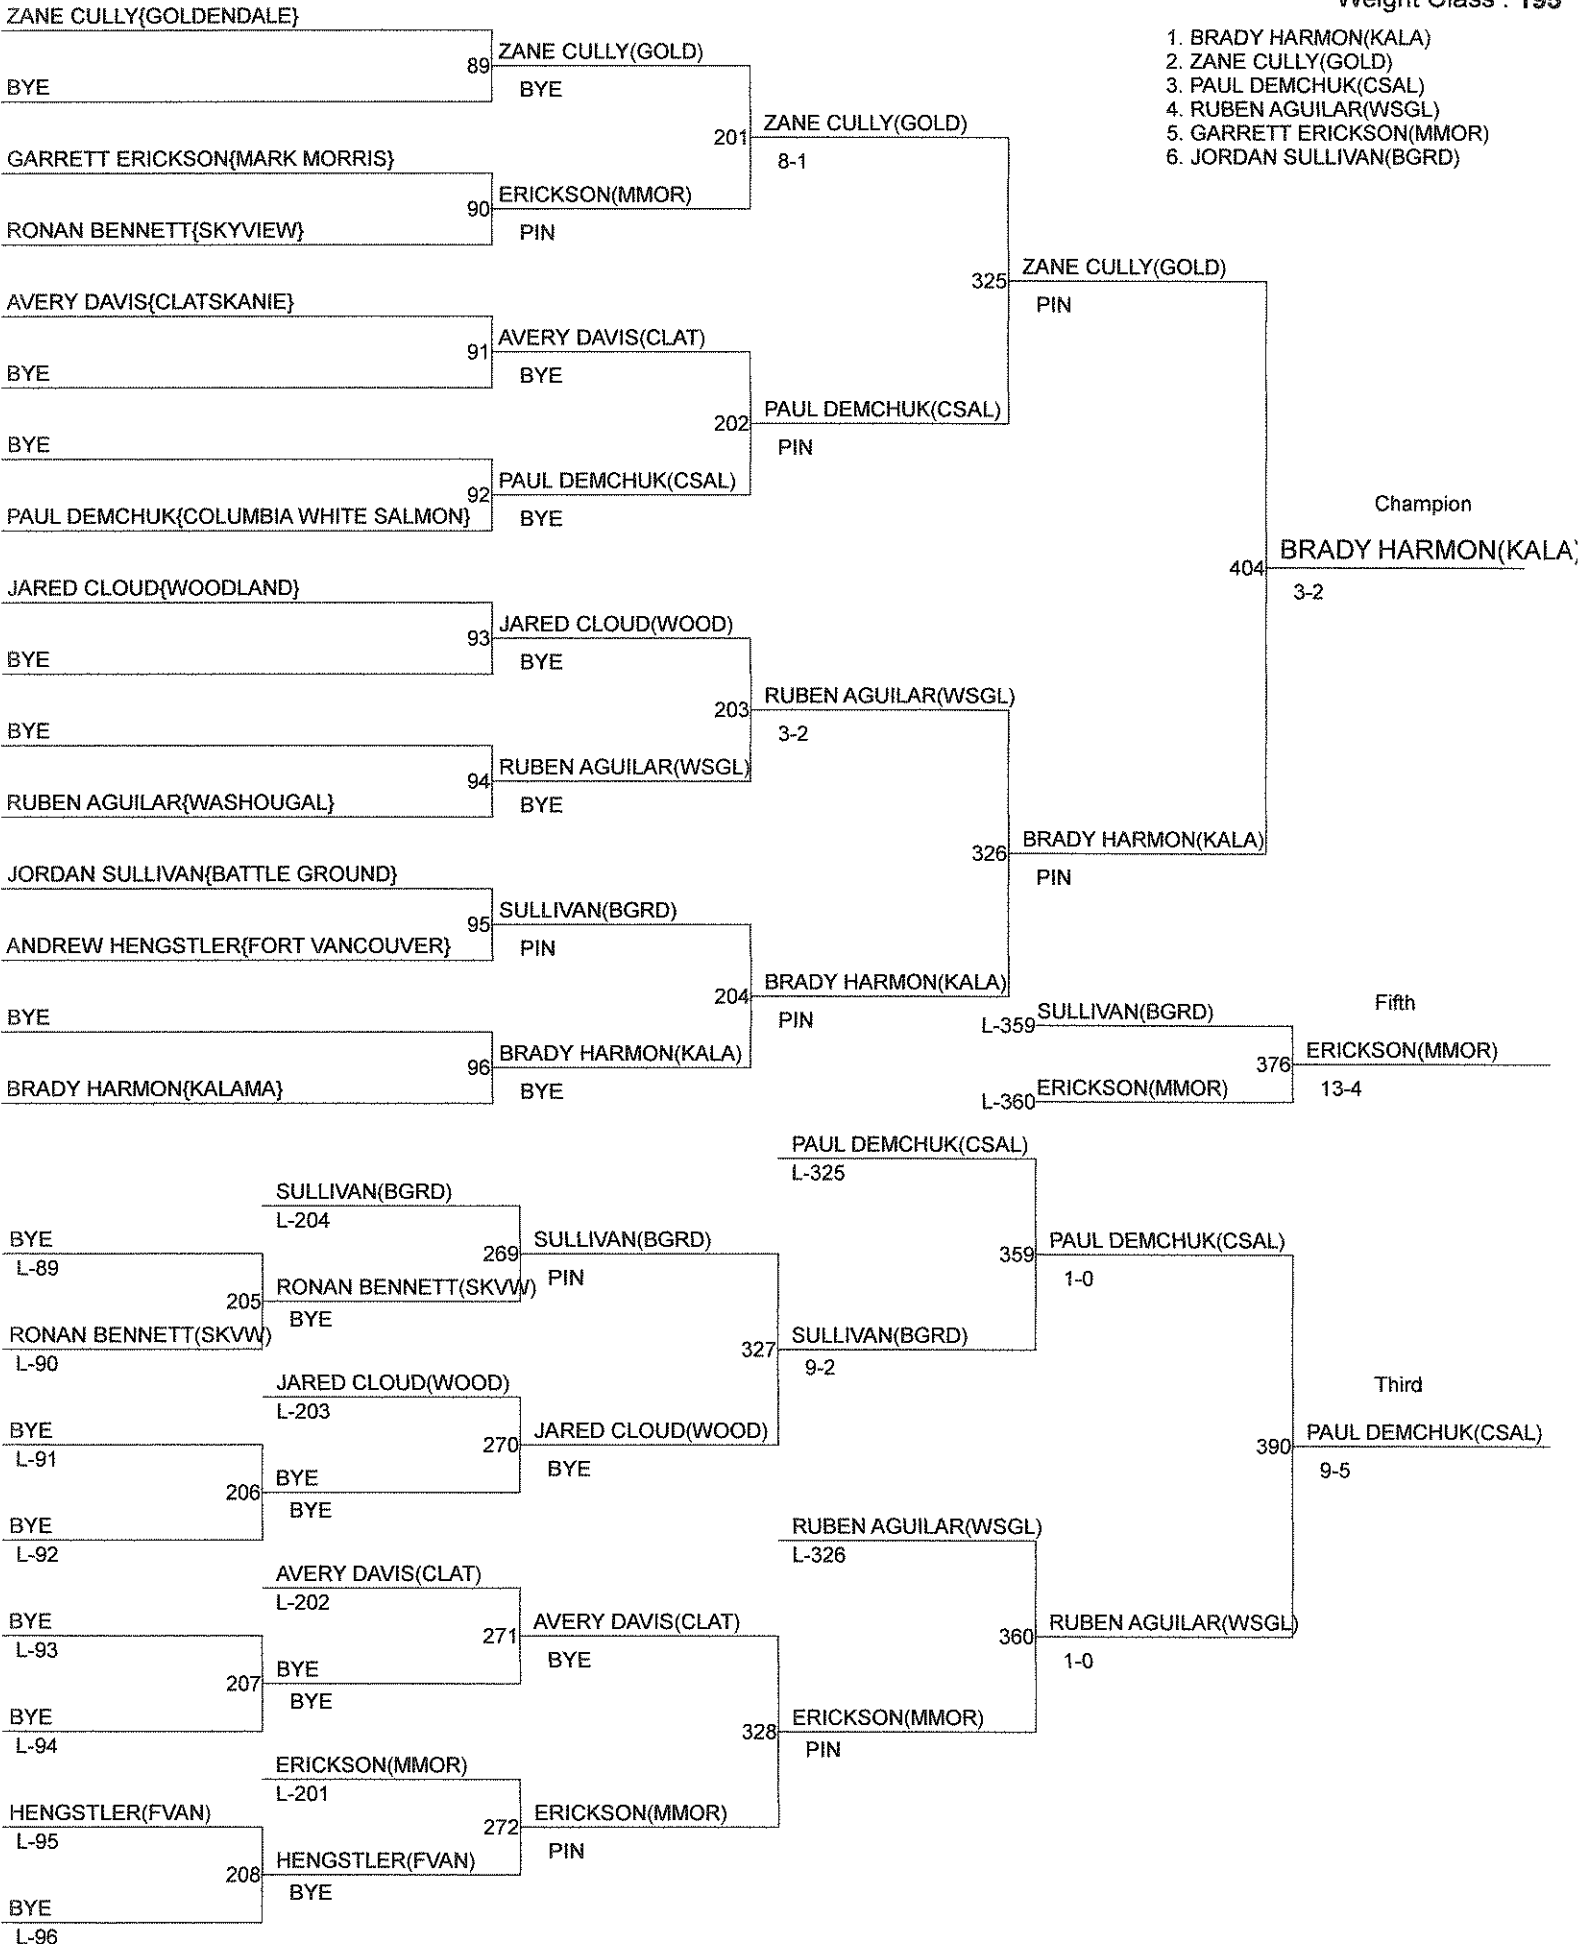 Weight Class : 195
1. BRADY HARMON(KALA)
2. ZANE CULLY(GOLD)
3. PAUL DEMCHUK(CSAL)
4. RUBEN AGUILAR(WSGL)
5. GARRETT ERICKSON(MMOR)
6. JORDAN SULLIVAN(BGRD)
ZANE CULLY{GOLDENDALE}
BYE
GARRETT ERICKSON{MARK MORRIS}
RONAN BENNETT{SKYVIEW}
AVERY DAVIS{CLATSKANIE}
BYE
BYE
PAUL DEMCHUK{COLUMBIA WHITE SALMON}
JARED CLOUD{WOODLAND}
BYE
BYE
RUBEN AGUILAR{WASHOUGAL}
JORDAN SULLIVAN{BATTLE GROUND}
ANDREW HENGSTLER{FORT VANCOUVER}
BYE
BRADY HARMON{KALAMA}
89 ZANE CULLY(GOLD)
BYE
90 ERICKSON(MMOR)
PIN
91 AVERY DAVIS(CLAT)
BYE
92 PAUL DEMCHUK(CSAL)
BYE
93 JARED CLOUD(WOOD)
BYE
94 RUBEN AGUILAR(WSGL)
BYE
95 SULLIVAN(BGRD)
PIN
96 BRADY HARMON(KALA)
BYE
201 ZANE CULLY(GOLD)
8-1
202 PAUL DEMCHUK(CSAL)
PIN
203 RUBEN AGUILAR(WSGL)
3-2
204 BRADY HARMON(KALA)
PIN
325 ZANE CULLY(GOLD)
PIN
326 BRADY HARMON(KALA)
PIN
Champion
404 BRADY HARMON(KALA)
3-2
L-359 SULLIVAN(BGRD)
L-360 ERICKSON(MMOR)
Fifth
376 ERICKSON(MMOR)
13-4
BYE
L-89
RONAN BENNETT(SKVW)
L-90
BYE
L-91
BYE
L-92
BYE
L-93
BYE
L-94
HENGSTLER(FVAN)
L-95
BYE
L-96
SULLIVAN(BGRD)
L-204
205 RONAN BENNETT(SKVW)
BYE
JARED CLOUD(WOOD)
L-203
206 BYE
BYE
AVERY DAVIS(CLAT)
L-202
207 BYE
BYE
ERICKSON(MMOR)
L-201
208 HENGSTLER(FVAN)
BYE
269 SULLIVAN(BGRD)
PIN
270 JARED CLOUD(WOOD)
BYE
271 AVERY DAVIS(CLAT)
BYE
272 ERICKSON(MMOR)
PIN
PAUL DEMCHUK(CSAL)
L-325
327 SULLIVAN(BGRD)
9-2
RUBEN AGUILAR(WSGL)
L-326
328 ERICKSON(MMOR)
PIN
359 PAUL DEMCHUK(CSAL)
1-0
360 RUBEN AGUILAR(WSGL)
1-0
Third
390 PAUL DEMCHUK(CSAL)
9-5